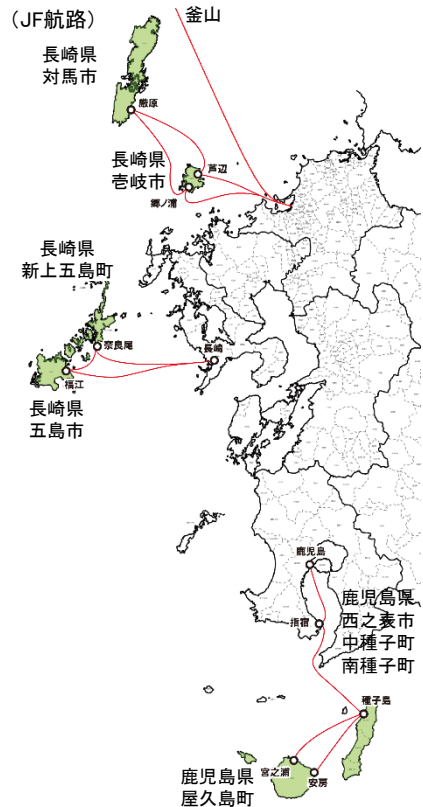 (JF航路)
釜山
長崎県
対馬市
厳原
長崎県
壱岐市
芦辺
郷ノ浦
長崎県
新上五島町
奈良尾
長崎
福江
長崎県
五島市
鹿児島
鹿児島県
西之表市
中種子町
南種子町
指宿
種子島
宮之浦
安房
鹿児島県
屋久島町